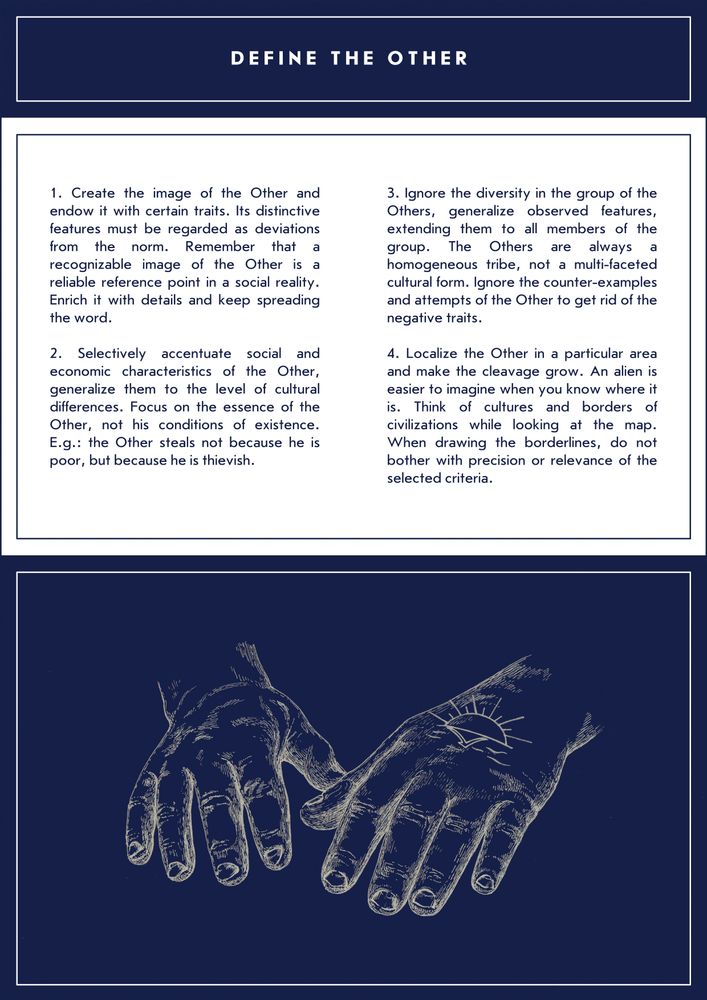 DEFINE THE OTHER
1. Create the image of the Other and
endow it with certain traits. Its distinctive
features must be regarded as deviations
from the norm. Remember that a
recognizable image of the Other is a
reliable reference point in a social reality.
Enrich it with details and keep spreading
the word.
2. Selectively accentuate social and
economic characteristics of the Other,
generalize them to the level of cultural
differences. Focus on the essence of the
Other, not his conditions of existence.
E.g.: the Other steals not because he is
poor, but because he is thievish.
3. Ignore the diversity in the group of the
Others, generalize observed features,
extending them to all members of the
group. The Others are always a
homogeneous tribe, not a multi-faceted
cultural form. Ignore the counter-examples
and attempts of the Other to get rid of the
negative traits.
4. Localize the Other in a particular area
and make the cleavage grow. An alien is
easier to imagine when you know where it
is. Think of cultures and borders of
civilizations while looking at the map.
When drawing the borderlines, do not
bother with precision or relevance of the
selected criteria.